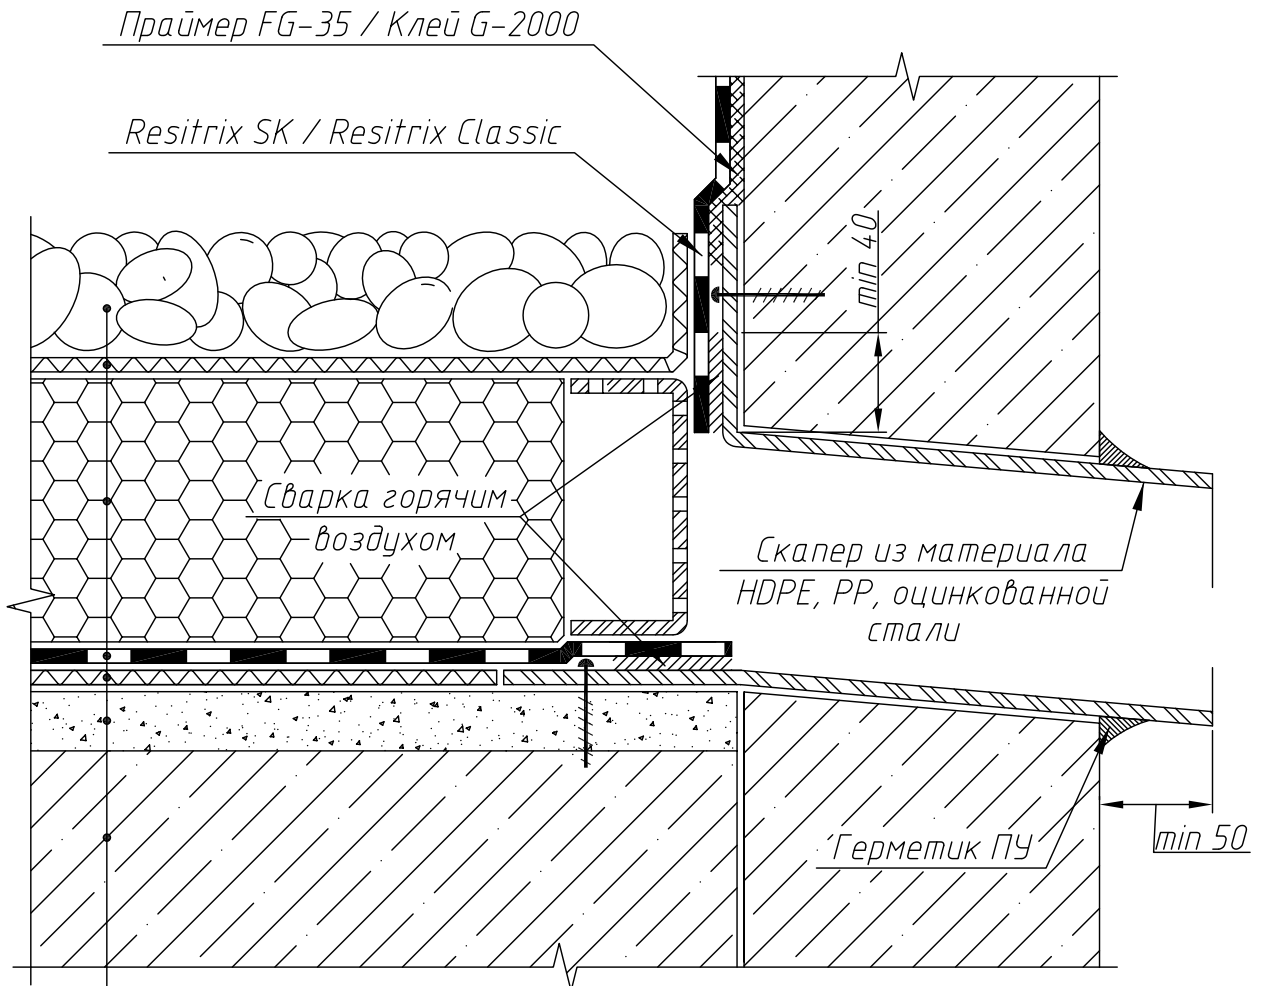 Праймер FG-35 / Клей G-2000
Resitrix SK / Resitrix Classic
min 40
Сварка горячим
воздухом
Скапер из материала
HDPE, PP, оцинкованной
стали
Герметик ПУ
min 50